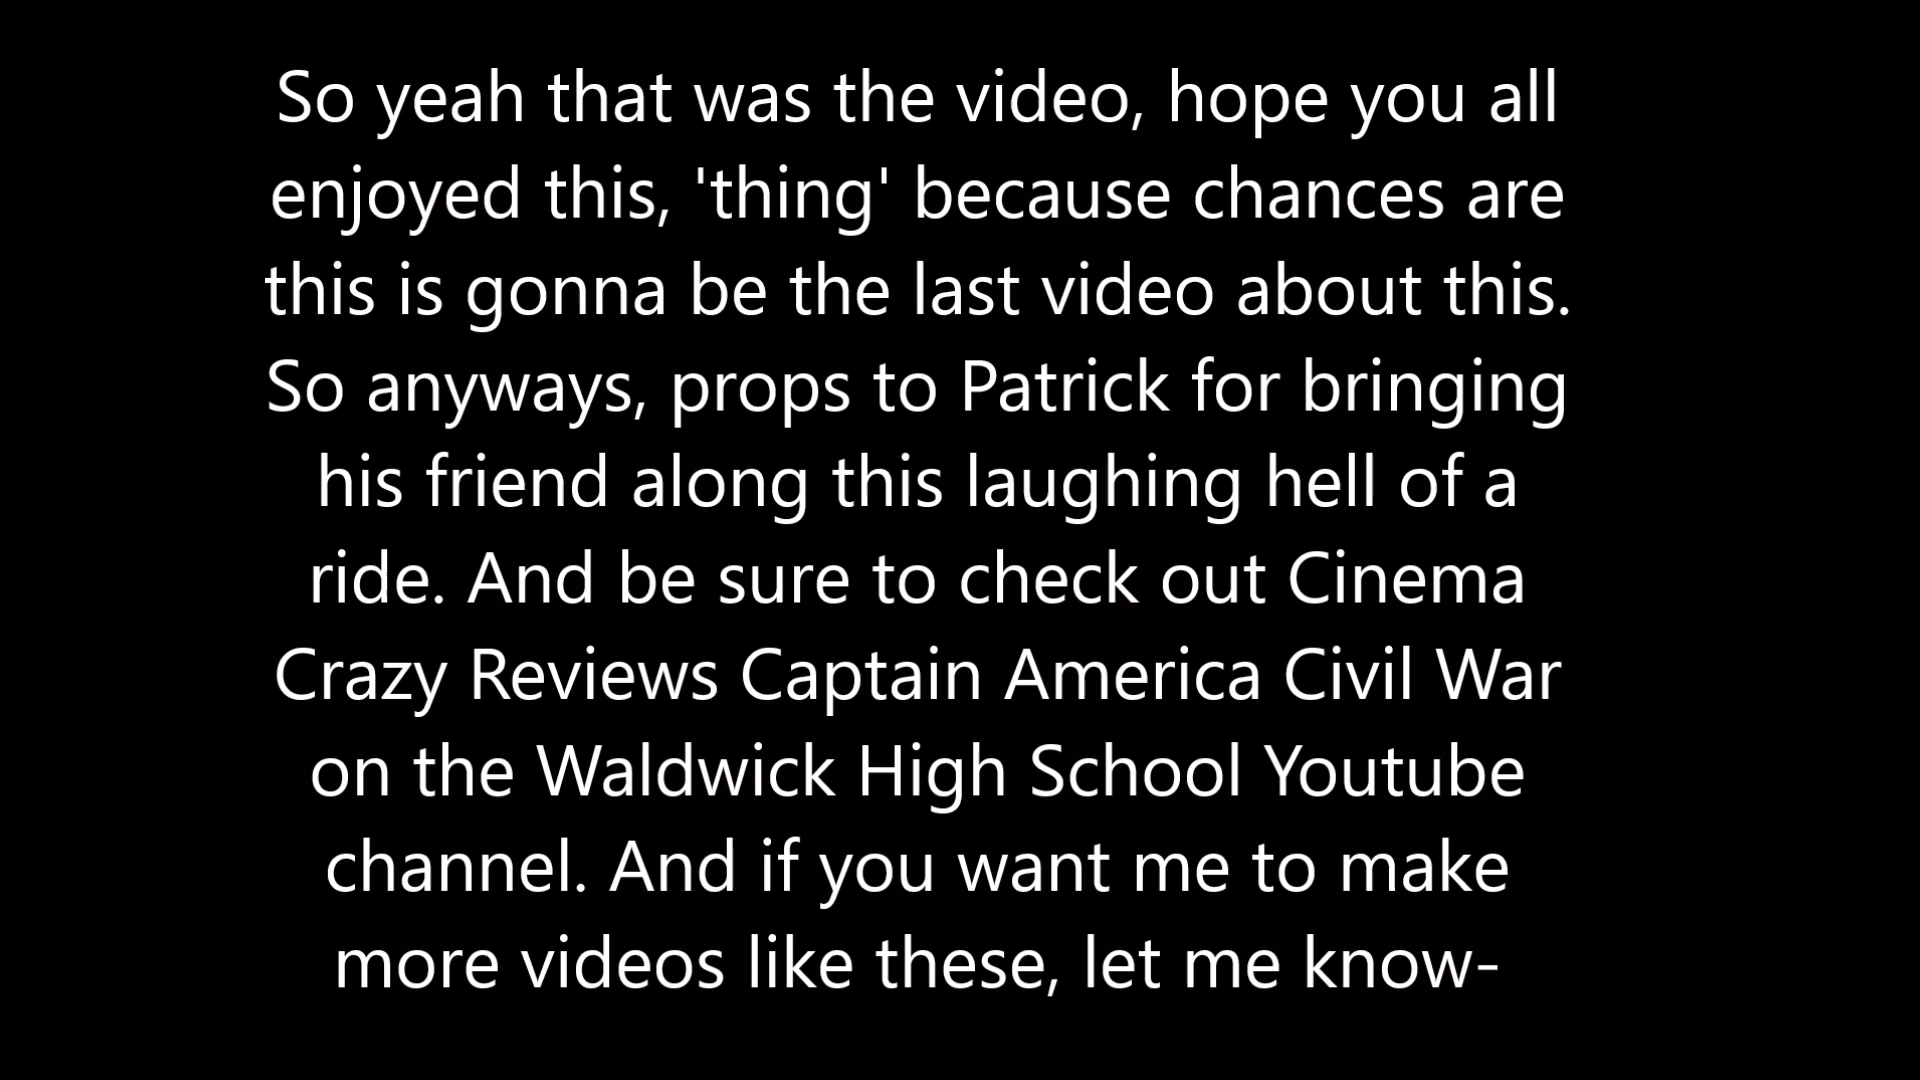 So yeah that was the video, hope you all
enjoyed this, 'thing' because chances are
this is gonna be the last video about this.
So anyways, props to Patrick for bringing
his friend along this laughing hell of a
ride. And be sure to check out Cinema
Crazy Reviews Captain America Civil War
on the Waldwick High School Youtube
channel. And if you want me to make
more videos like these, let me know-